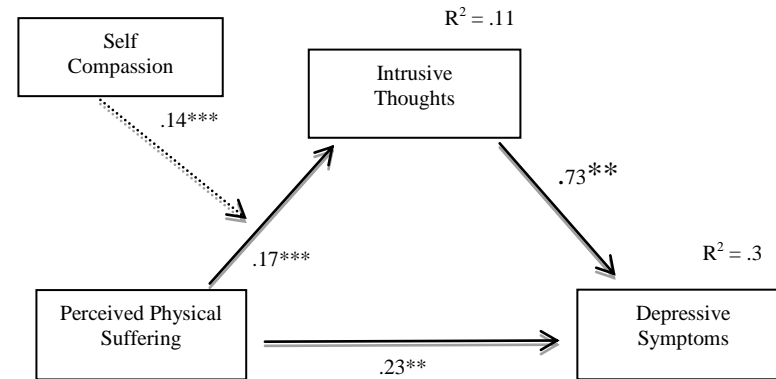 R² = .11
Self
Compassion
Intrusive
Thoughts
.14***
.73**
.17***
R² = .3
Perceived Physical
Suffering
Depressive
Symptoms
.23**